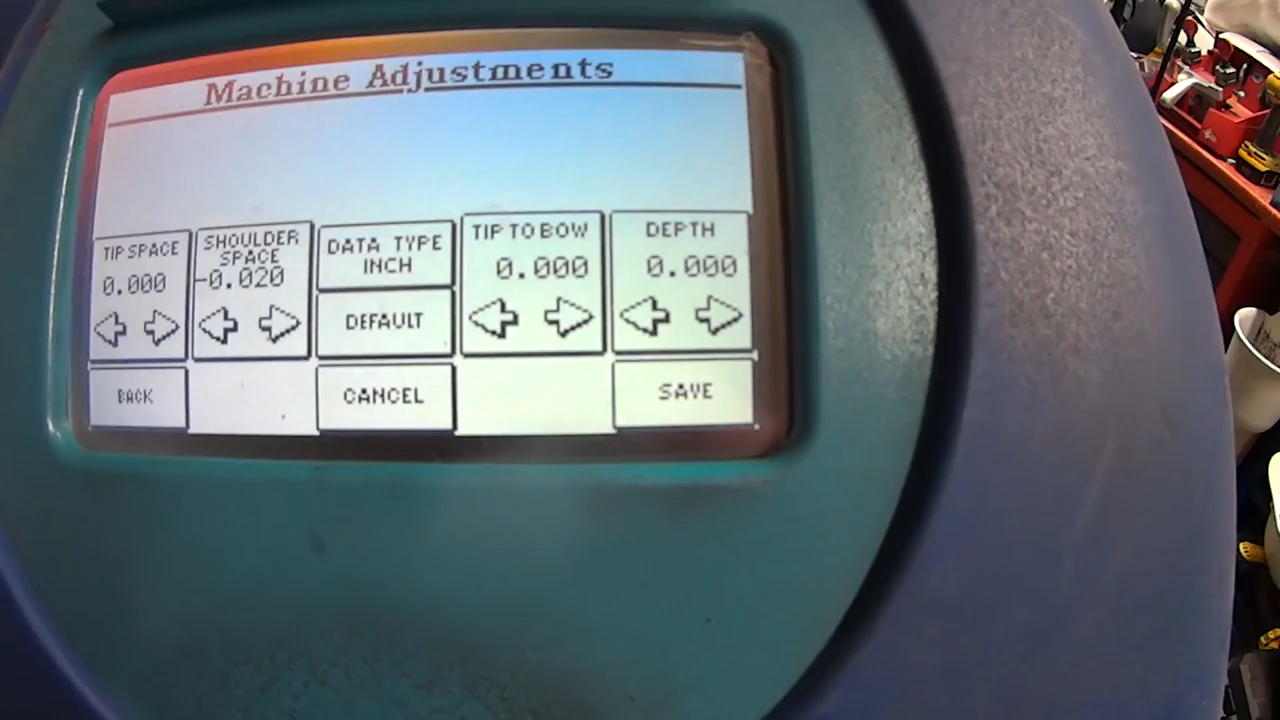 Machine Adjustments
TIP SPACE
0.000
SHOULDER
SPACE
-0.020
DATA TYPE
INCH
DEFAULT
TIP TO BOW
0.000
DEPTH
0.000
BACK
CANCEL
SAVE